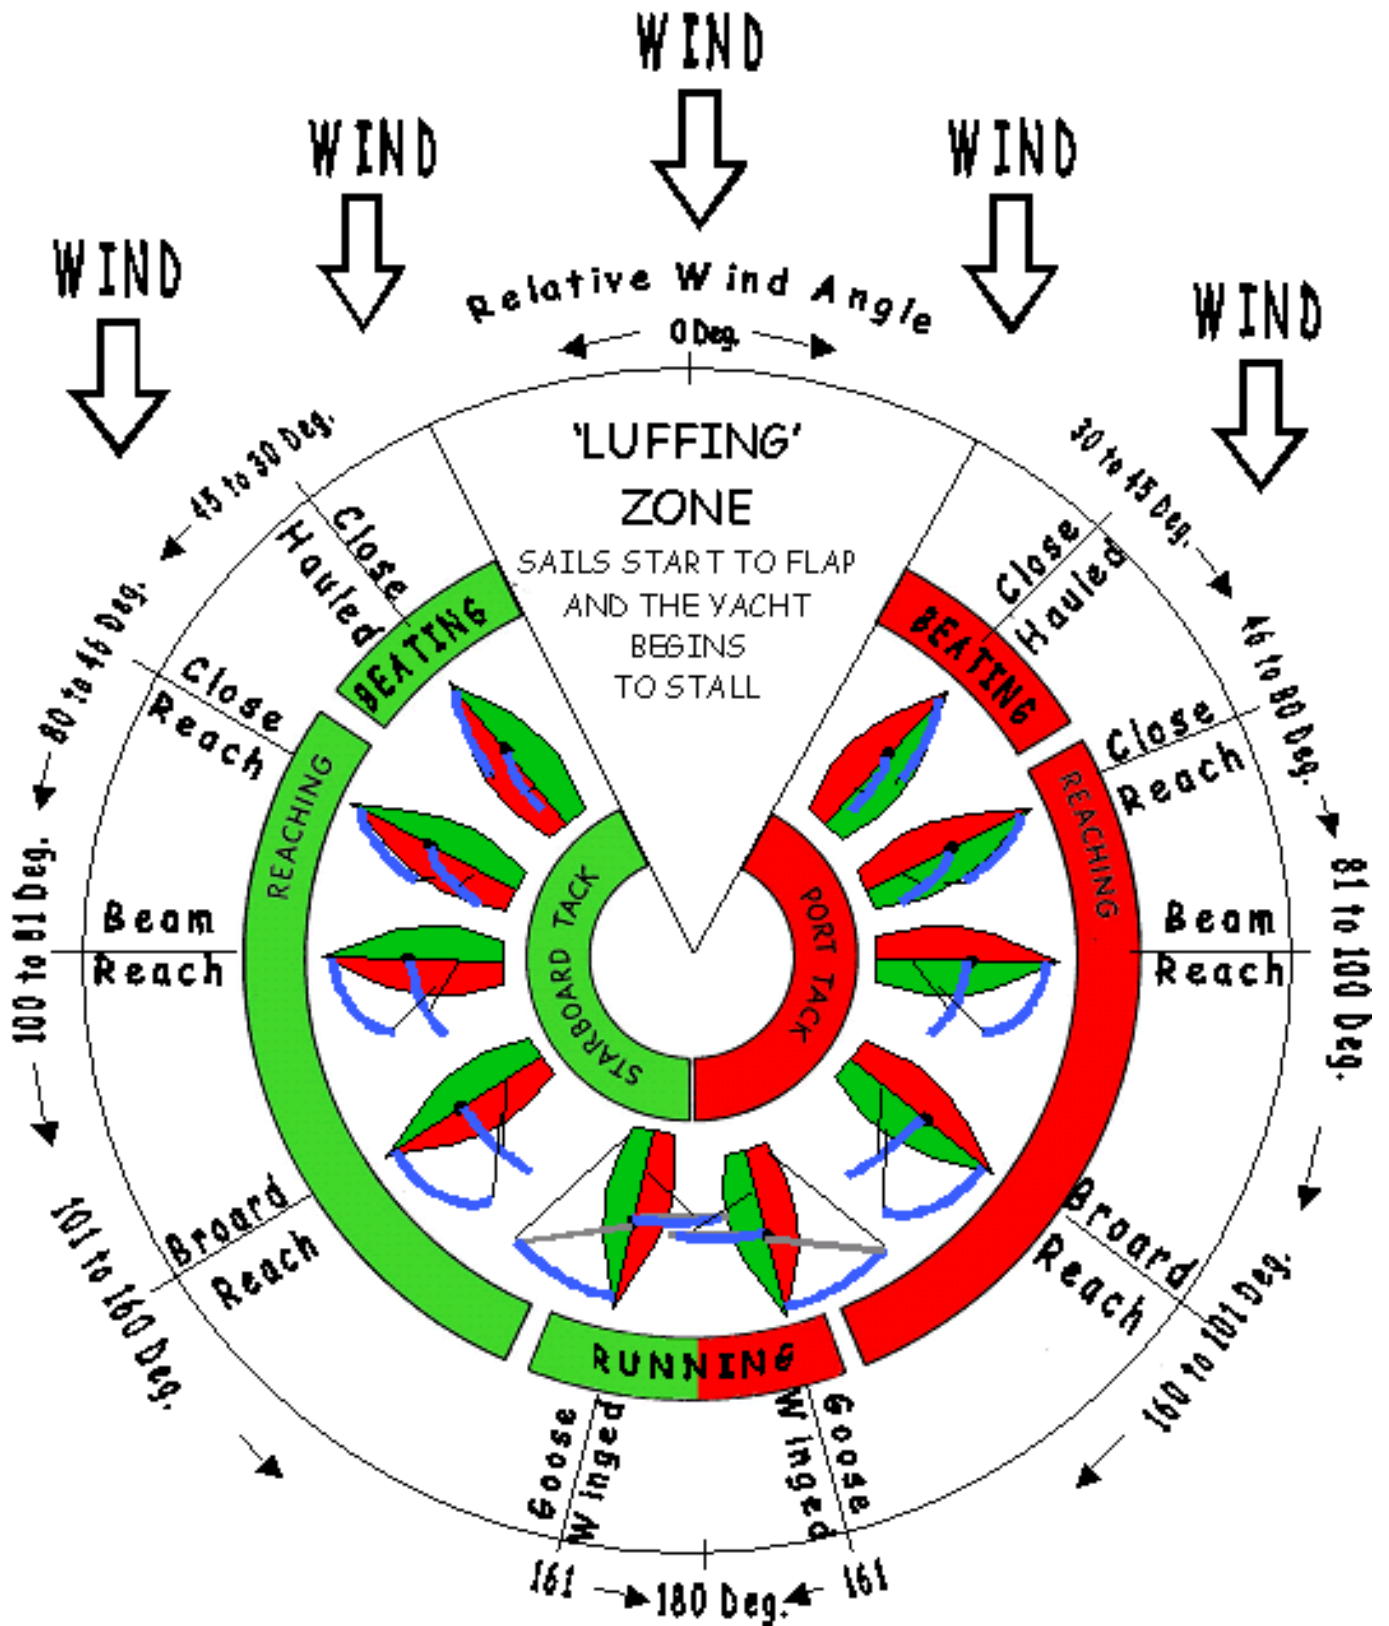 WIND
WIND
WIND
WIND
WIND
Relative Wind Angle
0 Deg.
'LUFFING'
ZONE
SAILS START TO FLAP
AND THE YACHT
BEGINS
TO STALL
45 to 30 Deg.
30 to 45 Deg.
Close
Hauled
Close
Hauled
BEATING
BEATING
80 to 46 Deg.
46 to 80 Deg.
Close
Reach
Close
Reach
REACHING
REACHING
100 to 81 Deg.
81 to 100 Deg.
Beam
Reach
Beam
Reach
STARBOARD TACK
PORT TACK
101 to 160 Deg.
160 to 101 Deg.
Broard
Reach
Broard
Reach
RUNNING
Goose
Winged
Goose
Winged
161
180 Deg.
161